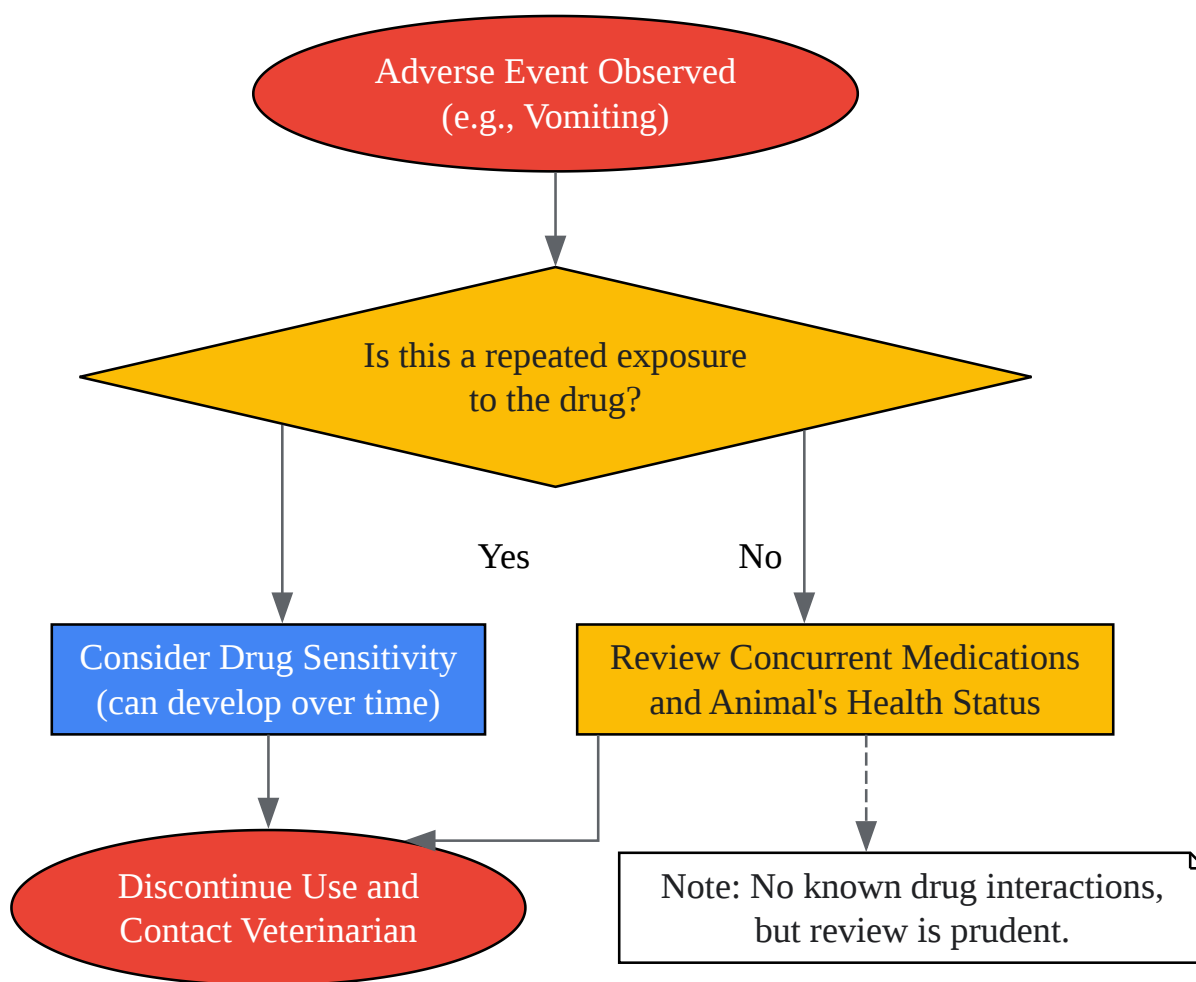 Adverse Event Observed
(e.g., Vomiting)
Is this a repeated exposure
to the drug?
Yes
No
Consider Drug Sensitivity
(can develop over time)
Review Concurrent Medications
and Animal's Health Status
Discontinue Use and
Contact Veterinarian
Note: No known drug interactions,
but review is prudent.